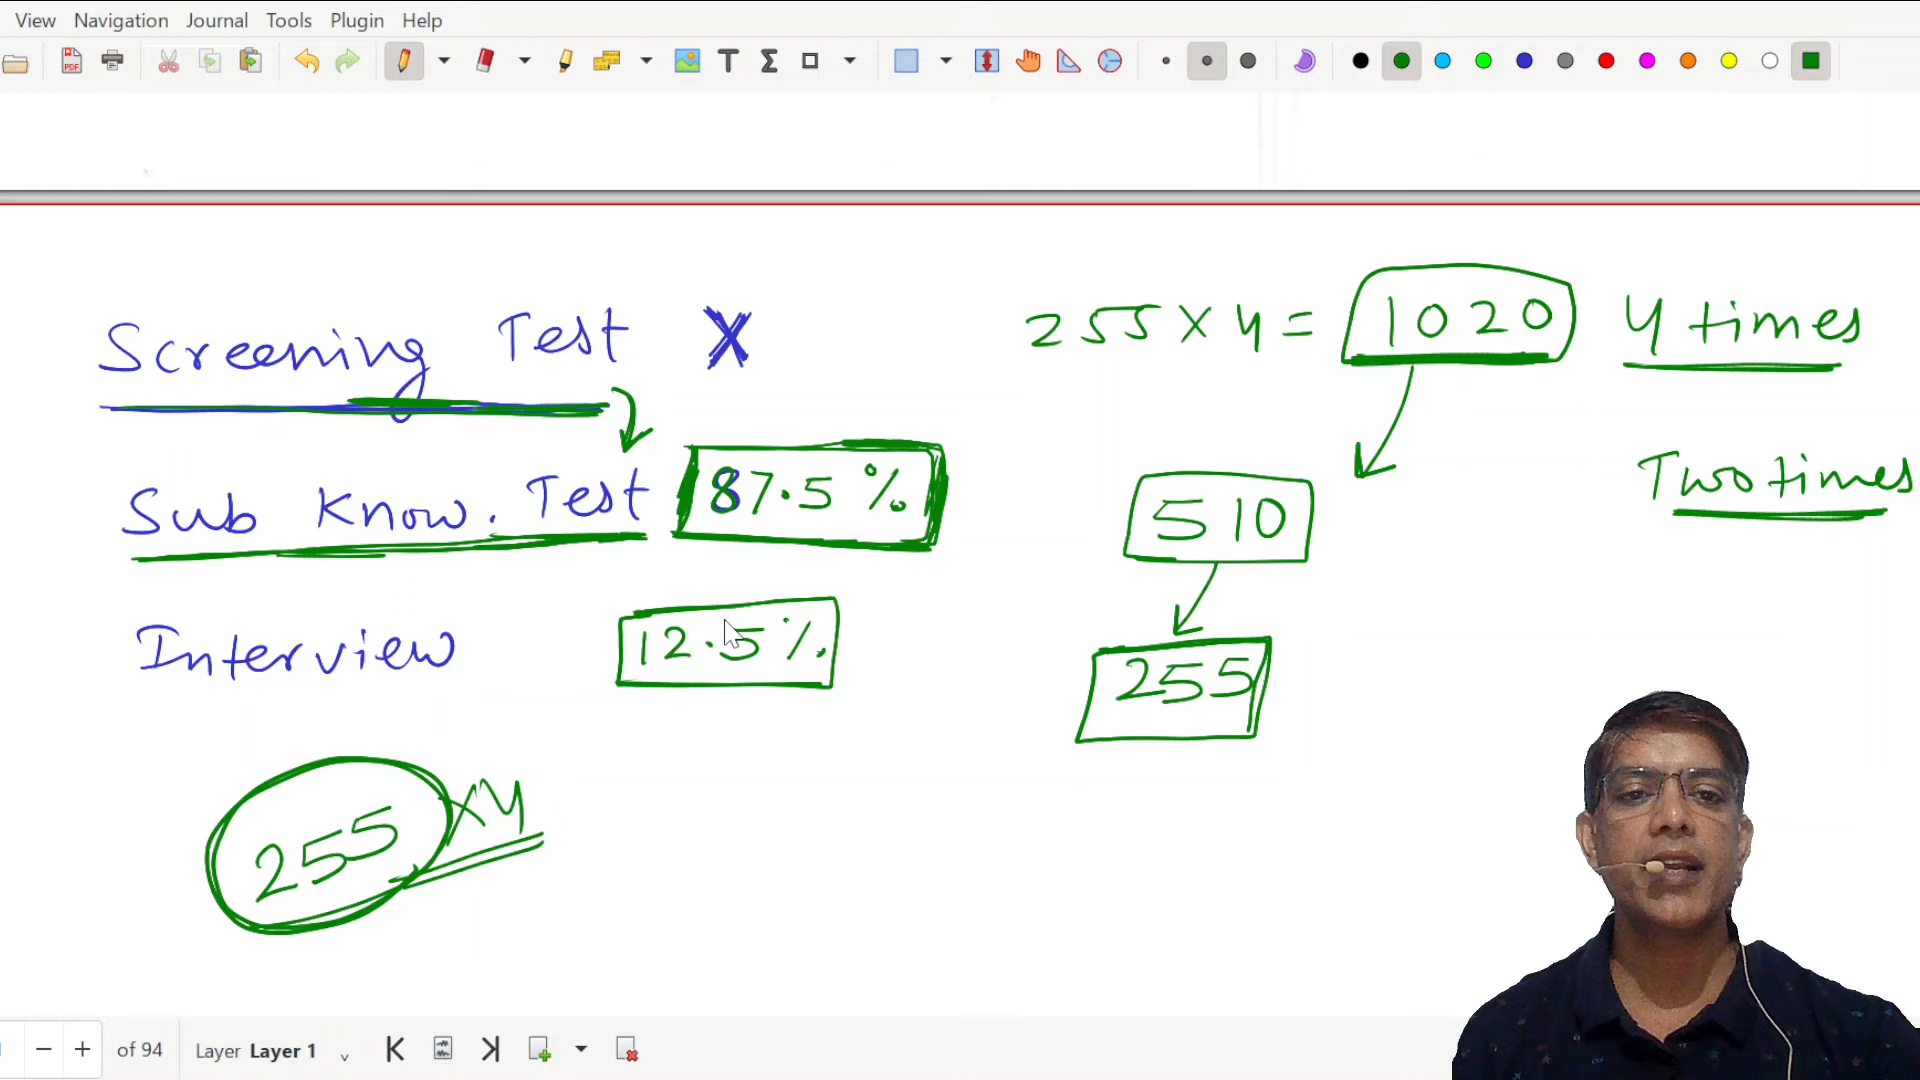 View Navigation Journal Tools Plugin Help
Screening Test X
255 × 4 = 1020 4 times
Sub Know. Test 87.5 %
510
Two times
Interview 12.5 %
255
255 × 4
of 94 Layer Layer 1